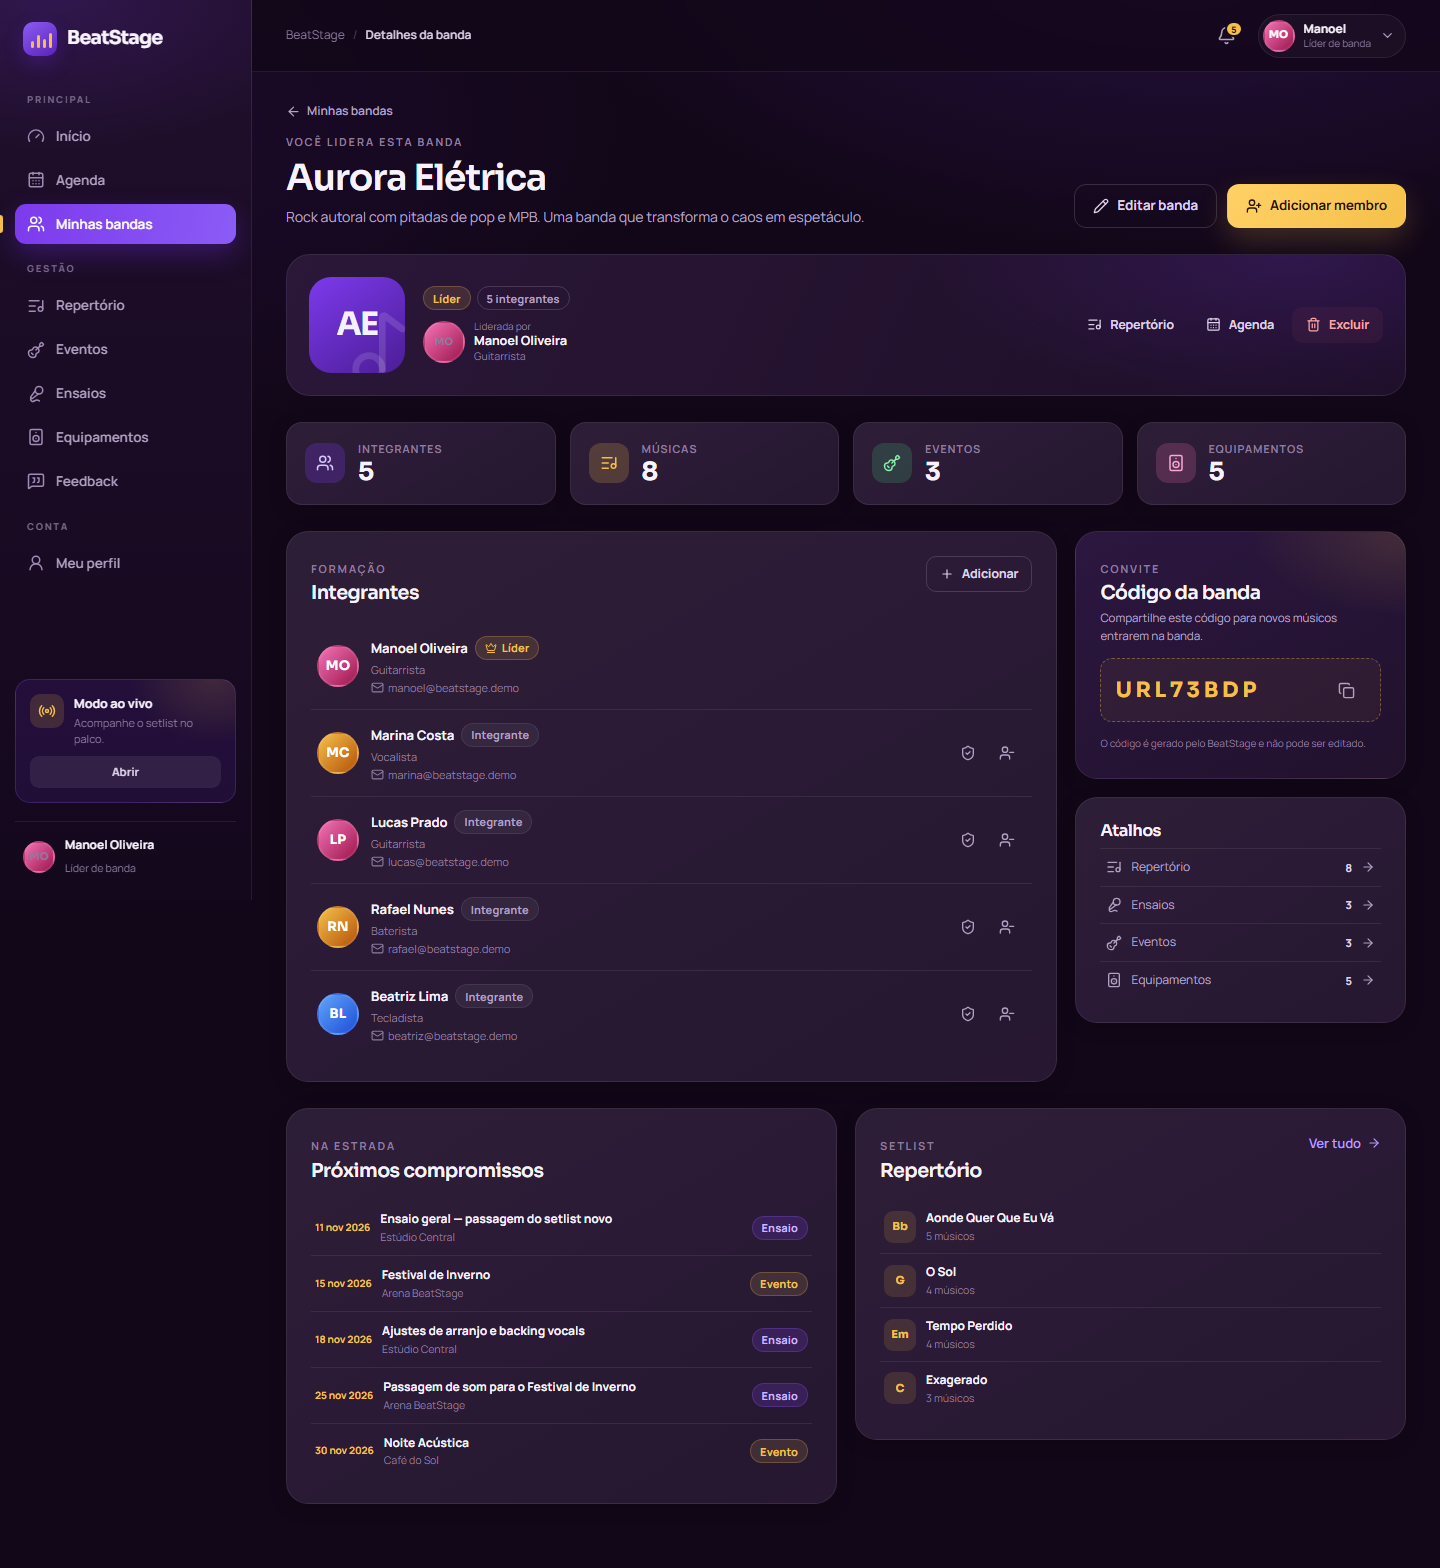 BeatStage
PRINCIPAL
Início
Agenda
Minhas bandas
GESTÃO
Repertório
Eventos
Ensaios
Equipamentos
Feedback
CONTA
Meu perfil
Modo ao vivo
Acompanhe o setlist no
palco.
Abrir
MO
Manoel Oliveira
Líder de banda
BeatStage / Detalhes da banda
5
MO
Manoel
Líder de banda
Minhas bandas
VOCÊ LIDERA ESTA BANDA
Aurora Elétrica
Rock autoral com pitadas de pop e MPB. Uma banda que transforma o caos em espetáculo.
Editar banda
Adicionar membro
AE
Líder
5 integrantes
MO
Liderada por
Manoel Oliveira
Guitarrista
Repertório
Agenda
Excluir
INTEGRANTES
5
MÚSICAS
8
EVENTOS
3
EQUIPAMENTOS
5
FORMAÇÃO
Integrantes
Adicionar
MO
Manoel Oliveira
Líder
Guitarrista
manoel@beatstage.demo
MC
Marina Costa
Integrante
Vocalista
marina@beatstage.demo
LP
Lucas Prado
Integrante
Guitarrista
lucas@beatstage.demo
RN
Rafael Nunes
Integrante
Baterista
rafael@beatstage.demo
BL
Beatriz Lima
Integrante
Tecladista
beatriz@beatstage.demo
CONVITE
Código da banda
Compartilhe este código para novos músicos
entrarem na banda.
URL73BDP
O código é gerado pelo BeatStage e não pode ser editado.
Atalhos
Repertório 8
Ensaios 3
Eventos 3
Equipamentos 5
NA ESTRADA
Próximos compromissos
11 nov 2026
Ensaio geral — passagem do setlist novo
Estúdio Central
Ensaio
15 nov 2026
Festival de Inverno
Arena BeatStage
Evento
18 nov 2026
Ajustes de arranjo e backing vocals
Estúdio Central
Ensaio
25 nov 2026
Passagem de som para o Festival de Inverno
Arena BeatStage
Ensaio
30 nov 2026
Noite Acústica
Café do Sol
Evento
SETLIST
Repertório
Ver tudo
Bb
Aonde Quer Que Eu Vá
5 músicos
G
O Sol
4 músicos
Em
Tempo Perdido
4 músicos
C
Exagerado
3 músicos